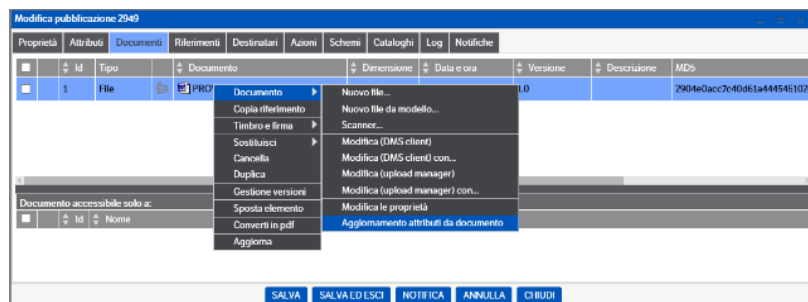 Modifica pubblicazione 2949
Proprietà Attributi Documenti Riferimenti Destinatari Azioni Schemi Cataloghi Log Notifiche
Id Tipo Documento Dimensione Data e ora Versione Descrizione MD5
1 File PRO 1.0 2904e0acc7c40d61a444546102
Documento Nuovo file...
Copia riferimento Nuovo file da modello...
Timbro e firma Scanner...
Sostituisci Modifica (DMS client)
Cancella Modifica (DMS client) con...
Duplica Modifica (upload manager)
Gestione versioni Modifica (upload manager) con...
Sposta elemento Modifica le proprietà
Converti in pdf Aggiornamento attributi da documento
Aggiorna
Documento accessibile solo a:
Id Nome
SALVA SALVA ED ESCI NOTIFICA ANNULLA CHIUDI